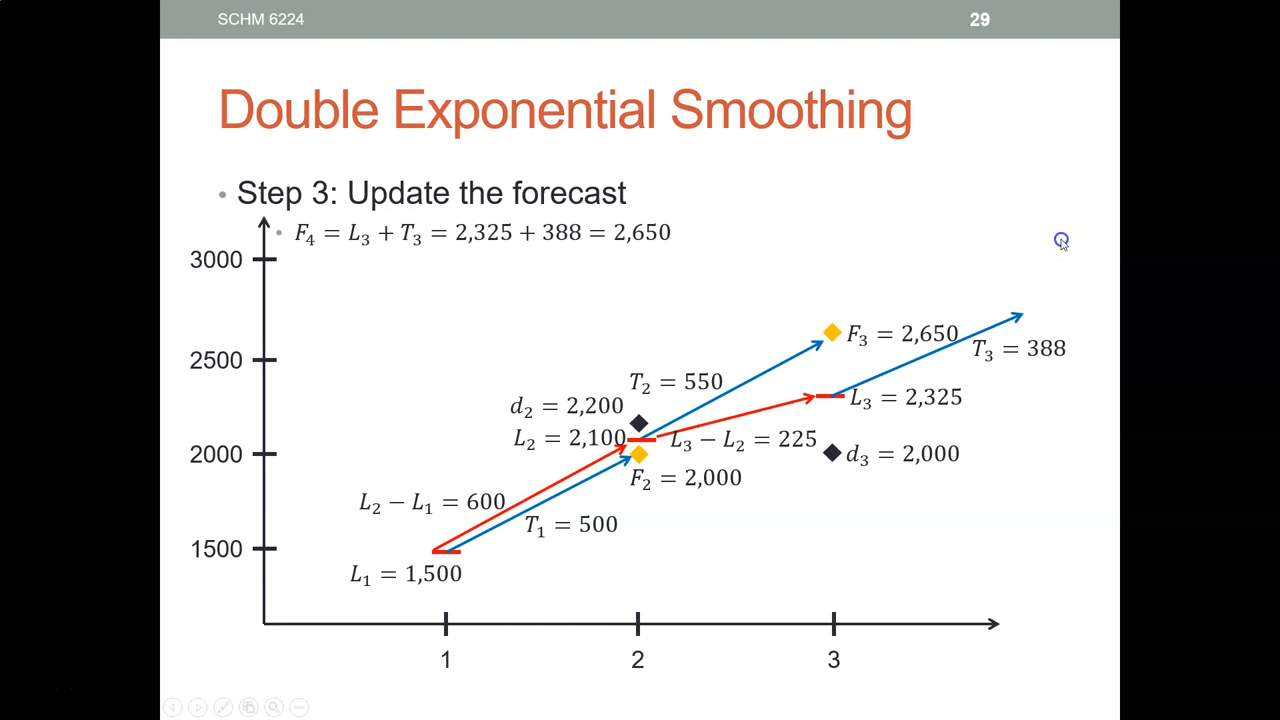 SCHM 6224
29
Double Exponential Smoothing
• Step 3: Update the forecast
• F₄ = L₃ + T₃ = 2,325 + 388 = 2,650
3000
2500
2000
1500
F₃ = 2,650
T₃ = 388
T₂ = 550
d₂ = 2,200
L₃ = 2,325
L₂ = 2,100
L₃ − L₂ = 225
d₃ = 2,000
F₂ = 2,000
L₂ − L₁ = 600
T₁ = 500
L₁ = 1,500
1
2
3